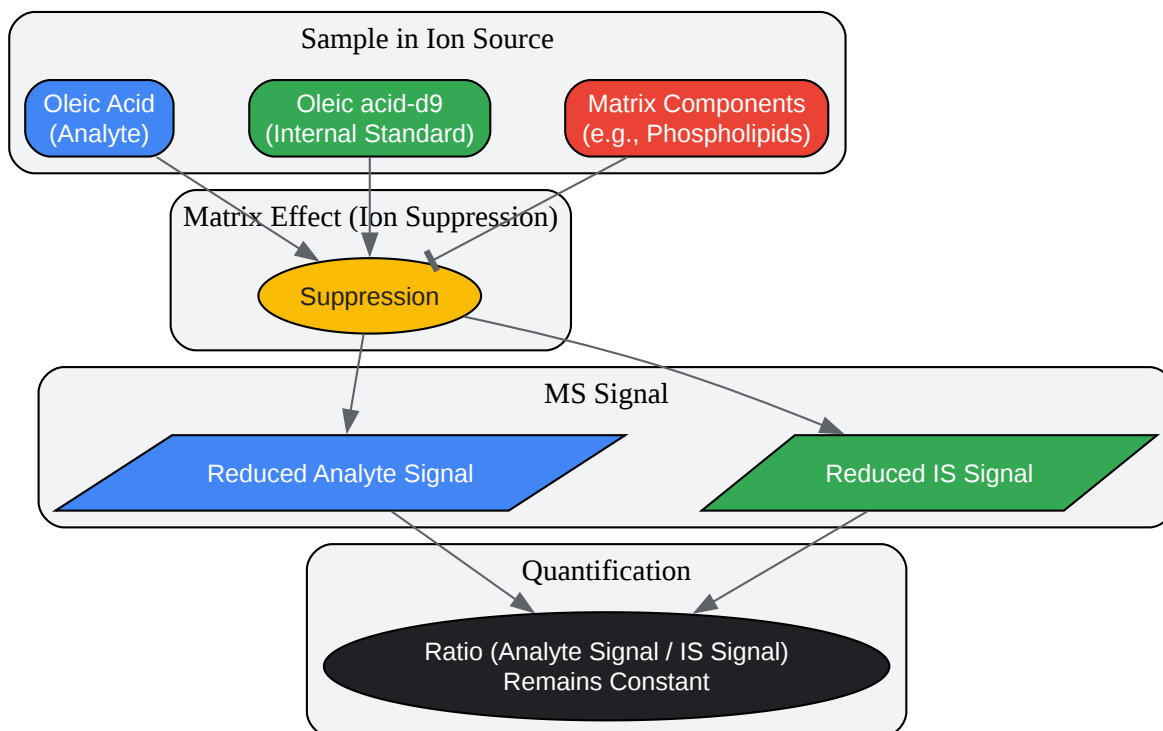 Sample in Ion Source
Oleic Acid
(Analyte)
Oleic acid-d9
(Internal Standard)
Matrix Components
(e.g., Phospholipids)
Matrix Effect (Ion Suppression)
Suppression
MS Signal
Reduced Analyte Signal
Reduced IS Signal
Quantification
Ratio (Analyte Signal / IS Signal)
Remains Constant